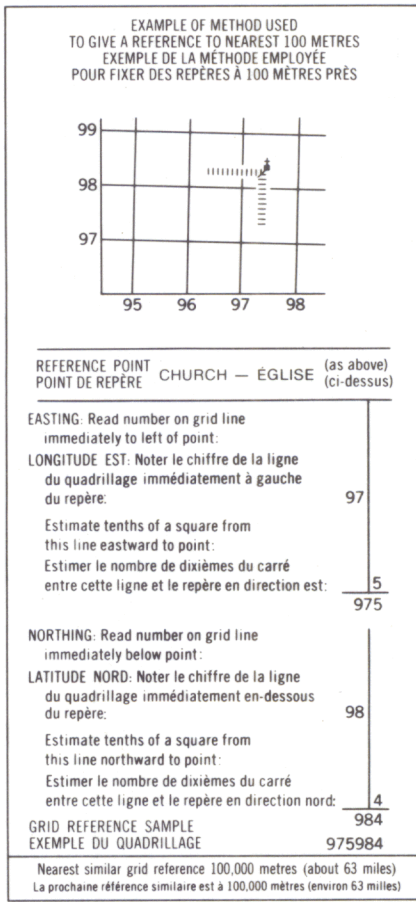 EXAMPLE OF METHOD USED
TO GIVE A REFERENCE TO NEAREST 100 METRES
EXEMPLE DE LA MÉTHODE EMPLOYÉE
POUR FIXER DES REPÈRES À 100 MÈTRES PRÈS
99
98
97
95 96 97 98
REFERENCE POINT
POINT DE REPÈRE
CHURCH — ÉGLISE
(as above)
(ci-dessus)
EASTING: Read number on grid line
immediately to left of point:
LONGITUDE EST: Noter le chiffre de la ligne
du quadrillage immédiatement à gauche
du repère: 97
Estimate tenths of a square from
this line eastward to point:
Estimer le nombre de dixièmes du carré
entre cette ligne et le repère en direction est: 5
975
NORTHING: Read number on grid line
immediately below point:
LATITUDE NORD: Noter le chiffre de la ligne
du quadrillage immédiatement en-dessous
du repère: 98
Estimate tenths of a square from
this line northward to point:
Estimer le nombre de dixièmes du carré
entre cette ligne et le repère en direction nord: 4
984
GRID REFERENCE SAMPLE
EXEMPLE DU QUADRILLAGE 975984
Nearest similar grid reference 100,000 metres (about 63 miles)
La prochaine référence similaire est à 100,000 mètres (environ 63 milles)